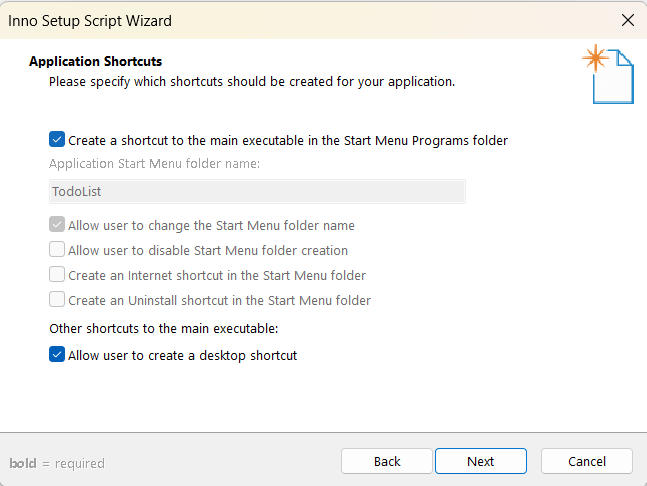 Inno Setup Script Wizard
Application Shortcuts
Please specify which shortcuts should be created for your application.
Create a shortcut to the main executable in the Start Menu Programs folder
Application Start Menu folder name:
TodoList
Allow user to change the Start Menu folder name
Allow user to disable Start Menu folder creation
Create an Internet shortcut in the Start Menu folder
Create an Uninstall shortcut in the Start Menu folder
Other shortcuts to the main executable:
Allow user to create a desktop shortcut
bold = required
Back
Next
Cancel